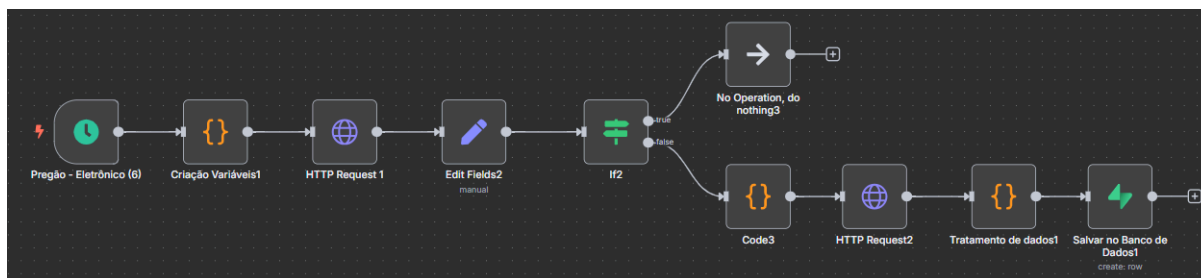 No Operation, do
nothing3
true
false
Pregão - Eletrônico (6)
Criação Variáveis1
HTTP Request 1
Edit Fields2
manual
If2
Code3
HTTP Request2
Tratamento de dados1
Salvar no Banco de
Dados1
create: row